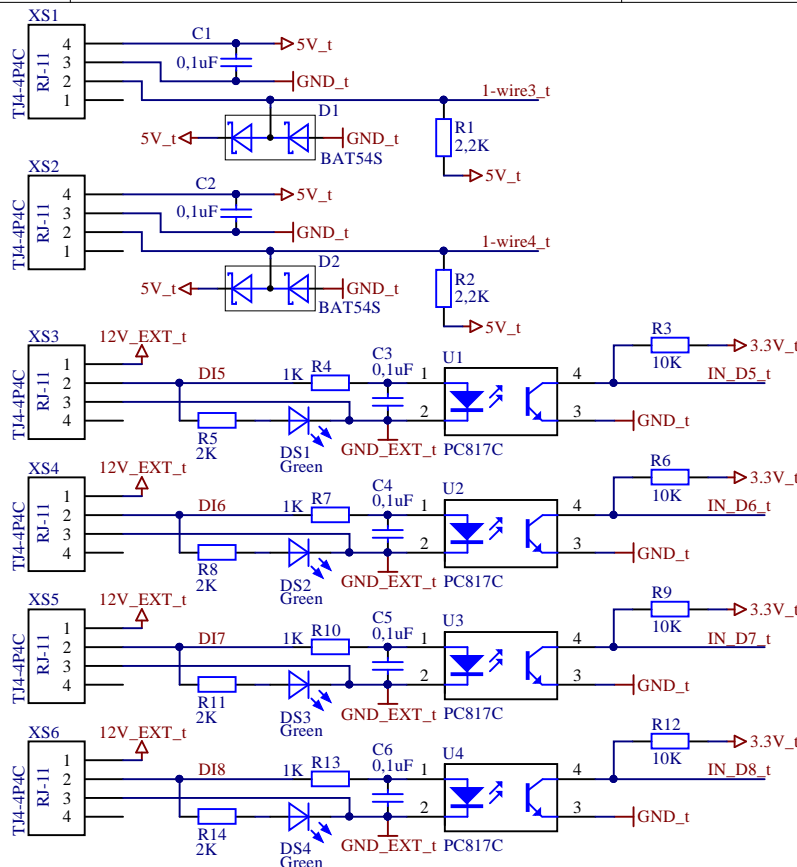 XS1
TJ4-4P4C
RJ-11
4
3
2
1
C1
0,1uF
5V_t
GND_t
1-wire3_t
D1
5V_t
GND_t
BAT54S
R1
2,2K
5V_t
XS2
TJ4-4P4C
RJ-11
4
3
2
1
C2
0,1uF
5V_t
GND_t
1-wire4_t
D2
5V_t
GND_t
BAT54S
R2
2,2K
5V_t
XS3
TJ4-4P4C
RJ-11
1
2
3
4
12V_EXT_t
DI5
1K
R4
C3
0,1uF
R5
2K
DS1
Green
GND_EXT_t
U1
1
2
4
3
PC817C
R3
10K
3.3V_t
IN_D5_t
GND_t
XS4
TJ4-4P4C
RJ-11
1
2
3
4
12V_EXT_t
DI6
1K
R7
C4
0,1uF
R8
2K
DS2
Green
GND_EXT_t
U2
1
2
4
3
PC817C
R6
10K
3.3V_t
IN_D6_t
GND_t
XS5
TJ4-4P4C
RJ-11
1
2
3
4
12V_EXT_t
DI7
1K
R10
C5
0,1uF
R11
2K
DS3
Green
GND_EXT_t
U3
1
2
4
3
PC817C
R9
10K
3.3V_t
IN_D7_t
GND_t
XS6
TJ4-4P4C
RJ-11
1
2
3
4
12V_EXT_t
DI8
1K
R13
C6
0,1uF
R14
2K
DS4
Green
GND_EXT_t
U4
1
2
4
3
PC817C
R12
10K
3.3V_t
IN_D8_t
GND_t